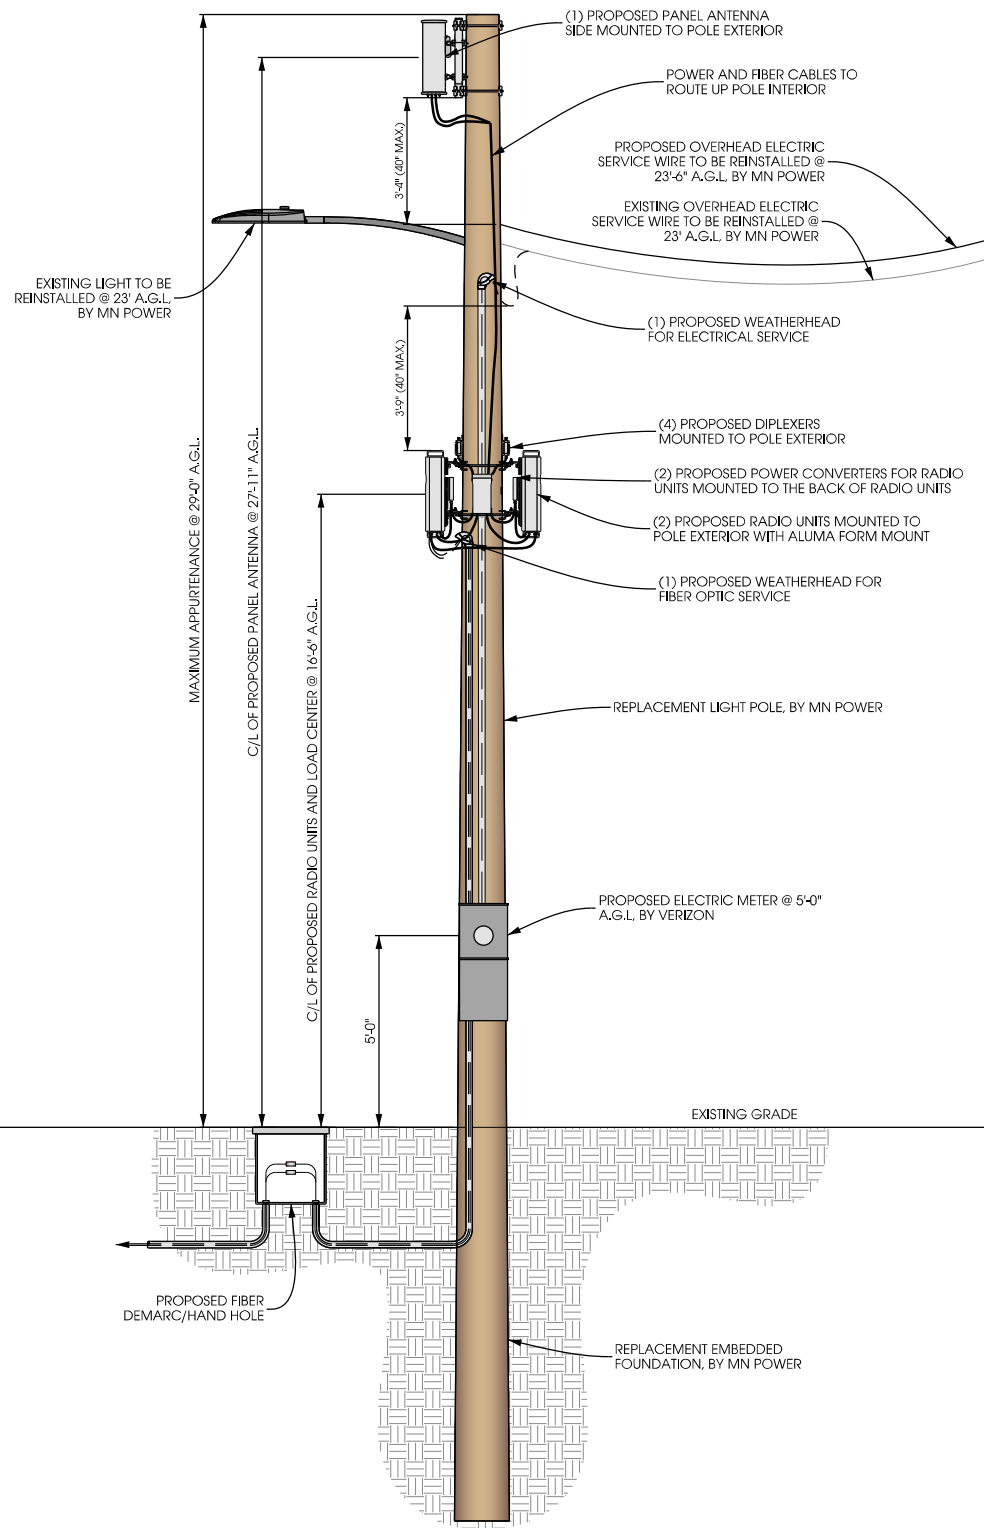 (1) PROPOSED PANEL ANTENNA
SIDE MOUNTED TO POLE EXTERIOR
POWER AND FIBER CABLES TO
ROUTE UP POLE INTERIOR
PROPOSED OVERHEAD ELECTRIC
SERVICE WIRE TO BE REINSTALLED @
23'-6" A.G.L, BY MN POWER
EXISTING OVERHEAD ELECTRIC
SERVICE WIRE TO BE REINSTALLED @
23' A.G.L, BY MN POWER
3'-4" (40" MAX.)
EXISTING LIGHT TO BE
REINSTALLED @ 23' A.G.L,
BY MN POWER
(1) PROPOSED WEATHERHEAD
FOR ELECTRICAL SERVICE
3'-9" (40" MAX.)
(4) PROPOSED DIPLEXERS
MOUNTED TO POLE EXTERIOR
(2) PROPOSED POWER CONVERTERS FOR RADIO
UNITS MOUNTED TO THE BACK OF RADIO UNITS
(2) PROPOSED RADIO UNITS MOUNTED TO
POLE EXTERIOR WITH ALUMA FORM MOUNT
(1) PROPOSED WEATHERHEAD FOR
FIBER OPTIC SERVICE
MAXIMUM APPURTENANCE @ 29'-0" A.G.L.
C/L OF PROPOSED PANEL ANTENNA @ 27'-11" A.G.L.
C/L OF PROPOSED RADIO UNITS AND LOAD CENTER @ 16'-6" A.G.L.
REPLACEMENT LIGHT POLE, BY MN POWER
PROPOSED ELECTRIC METER @ 5'-0"
A.G.L, BY VERIZON
5'-0"
EXISTING GRADE
PROPOSED FIBER
DEMARC/HAND HOLE
REPLACEMENT EMBEDDED
FOUNDATION, BY MN POWER